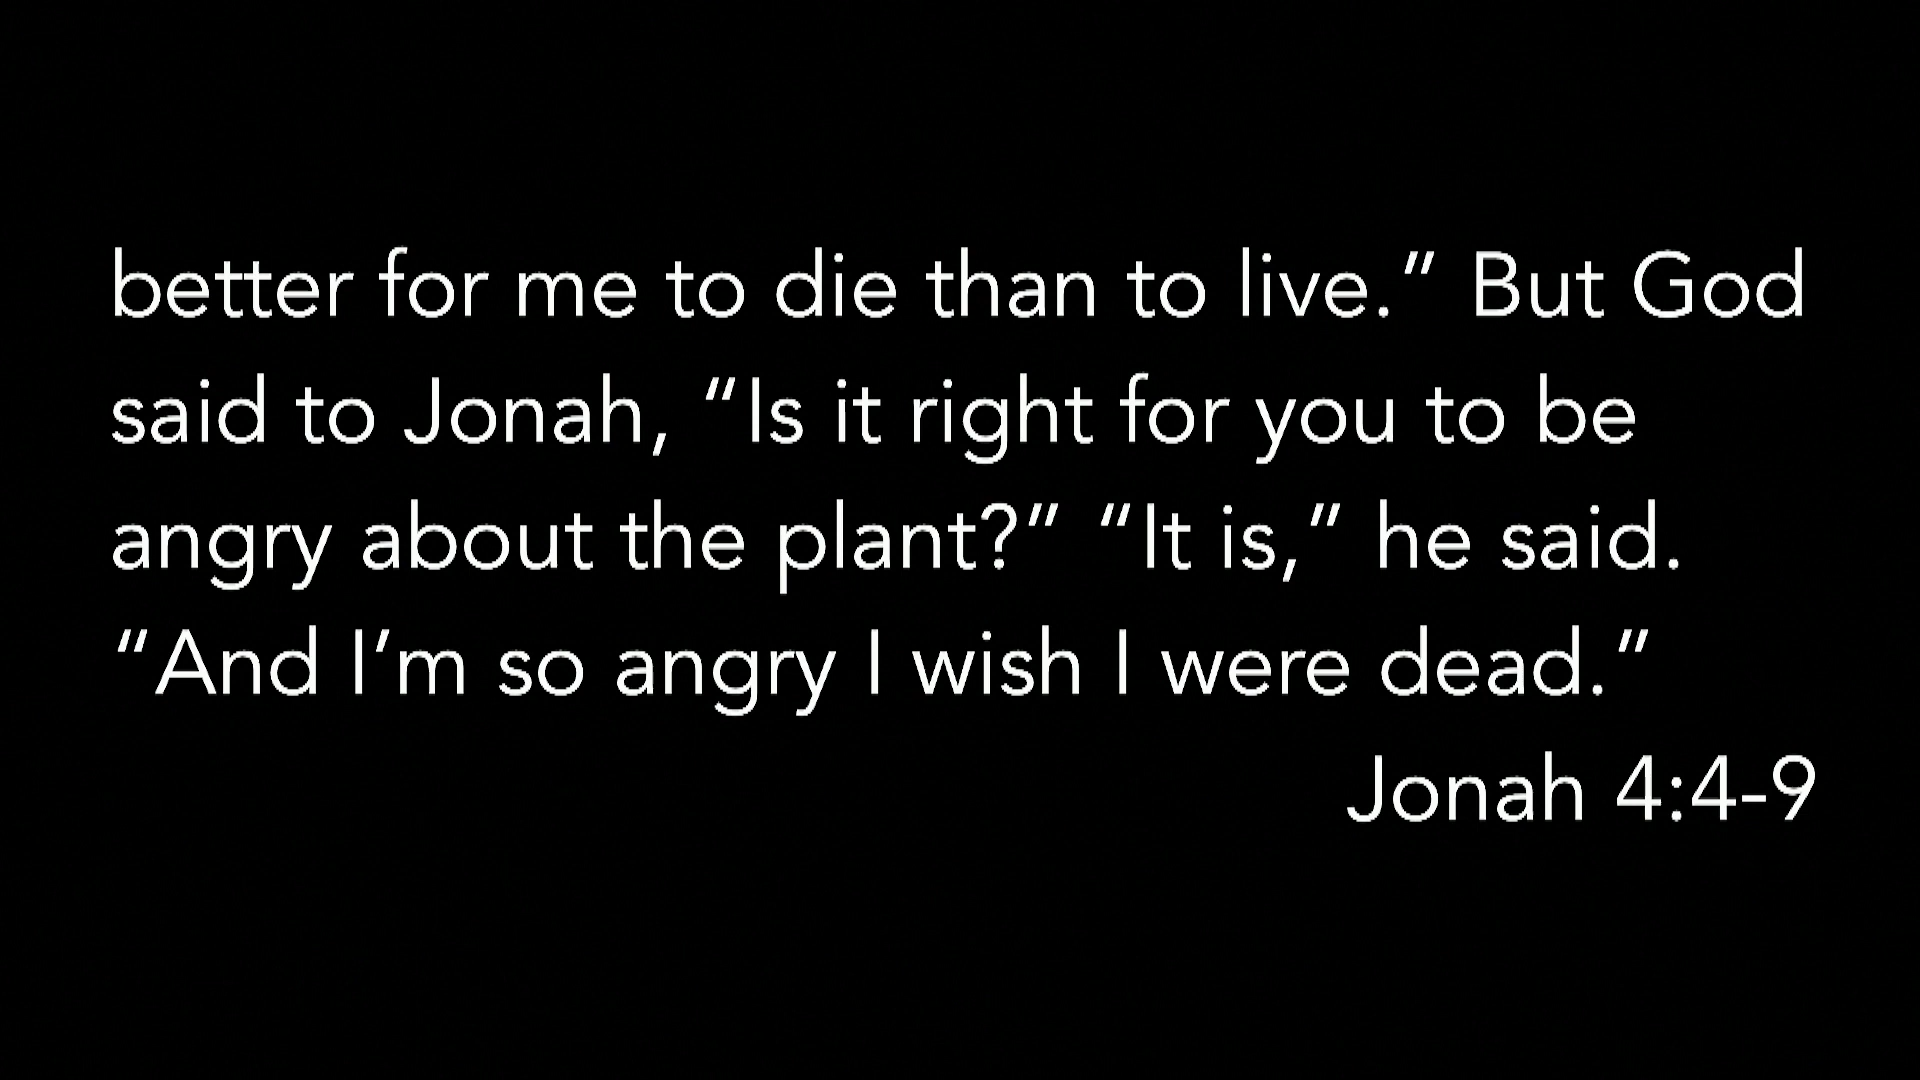 better for me to die than to live.” But God
said to Jonah, “Is it right for you to be
angry about the plant?” “It is,” he said.
“And I’m so angry I wish I were dead.”
Jonah 4:4-9